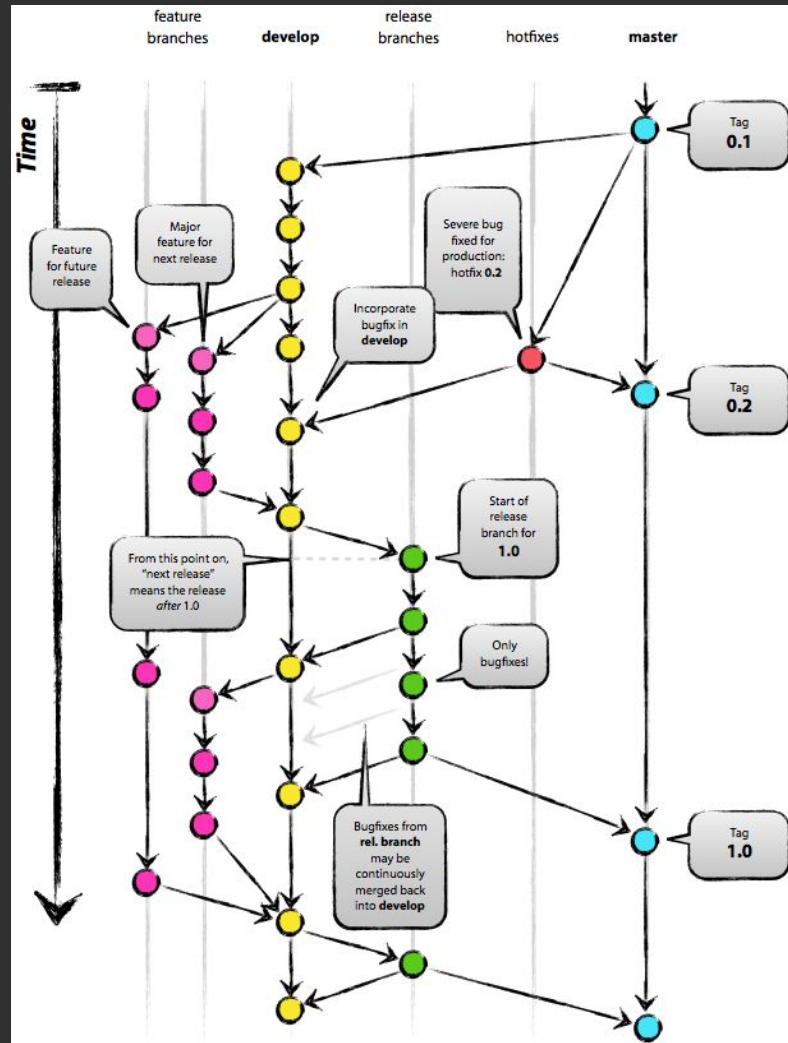 feature
branches
develop
release
branches
hotfixes
master
Time
Tag
0.1
Feature
for future
release
Major
feature for
next release
Severe bug
fixed for
production:
hotfix 0.2
Incorporate
bugfix in
develop
Tag
0.2
Start of
release
branch for
1.0
From this point on,
“next release”
means the release
after 1.0
Only
bugfixes!
Bugfixes from
rel. branch
may be
continuously
merged back
into develop
Tag
1.0